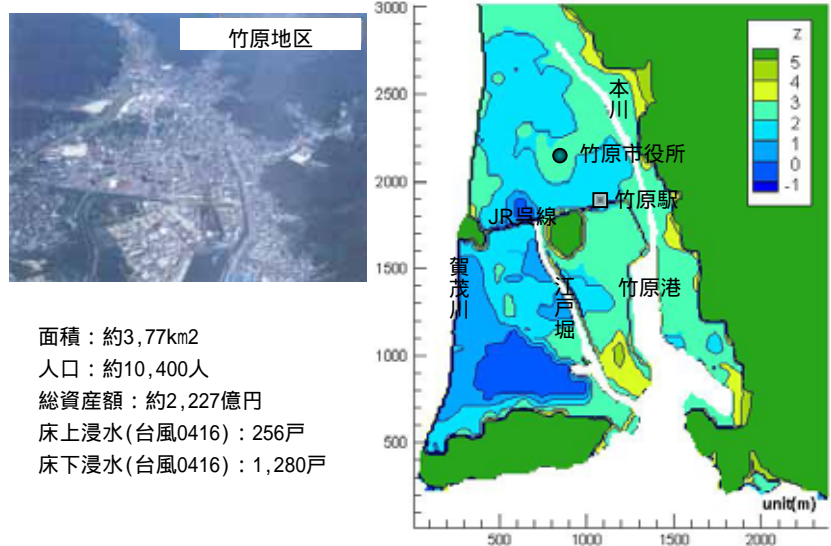 竹原地区
面積：約3,77km2
人口：約10,400人
総資産額：約2,227億円
床上浸水(台風0416)：256戸
床下浸水(台風0416)：1,280戸
3000
2500
2000
1500
1000
500
0
500
1000
1500
2000
unit(m)
z
5
4
3
2
1
0
-1
本川
竹原市役所
竹原駅
JR呉線
賀茂川
江戸堀
竹原港